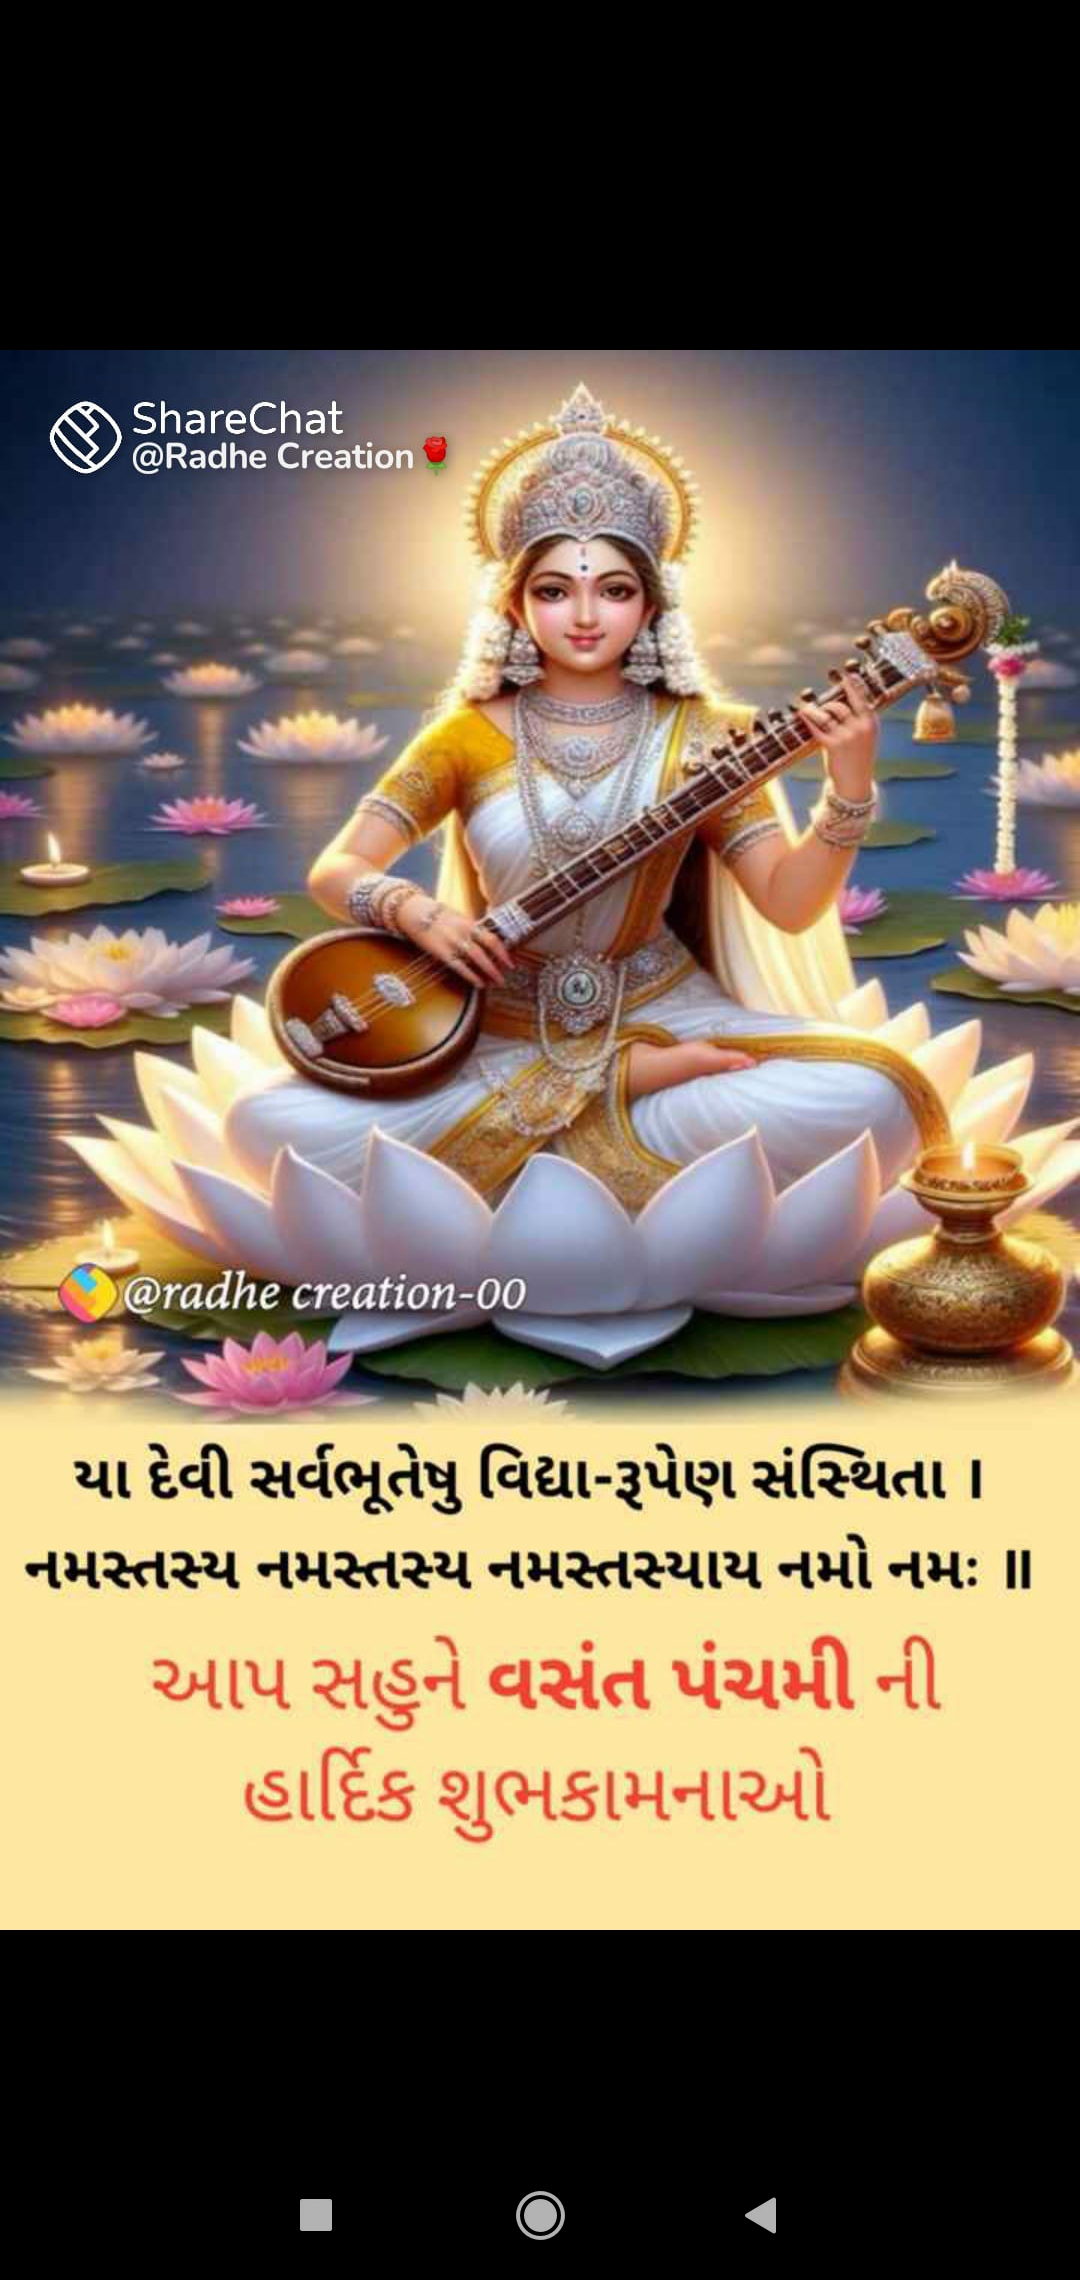 ShareChat
@Radhe Creation
@radhe creation-00
યા દેવી સર્વભૂતેષુ વિદ્યા-રૂપેણ સંસ્થિતા ।
નમસ્તસ્ય નમસ્તસ્ય નમસ્તસ્યાય નમો નમઃ ॥
આપ સહુને વસંત પંચમી ની
હાર્દિક શુભકામનાઓ